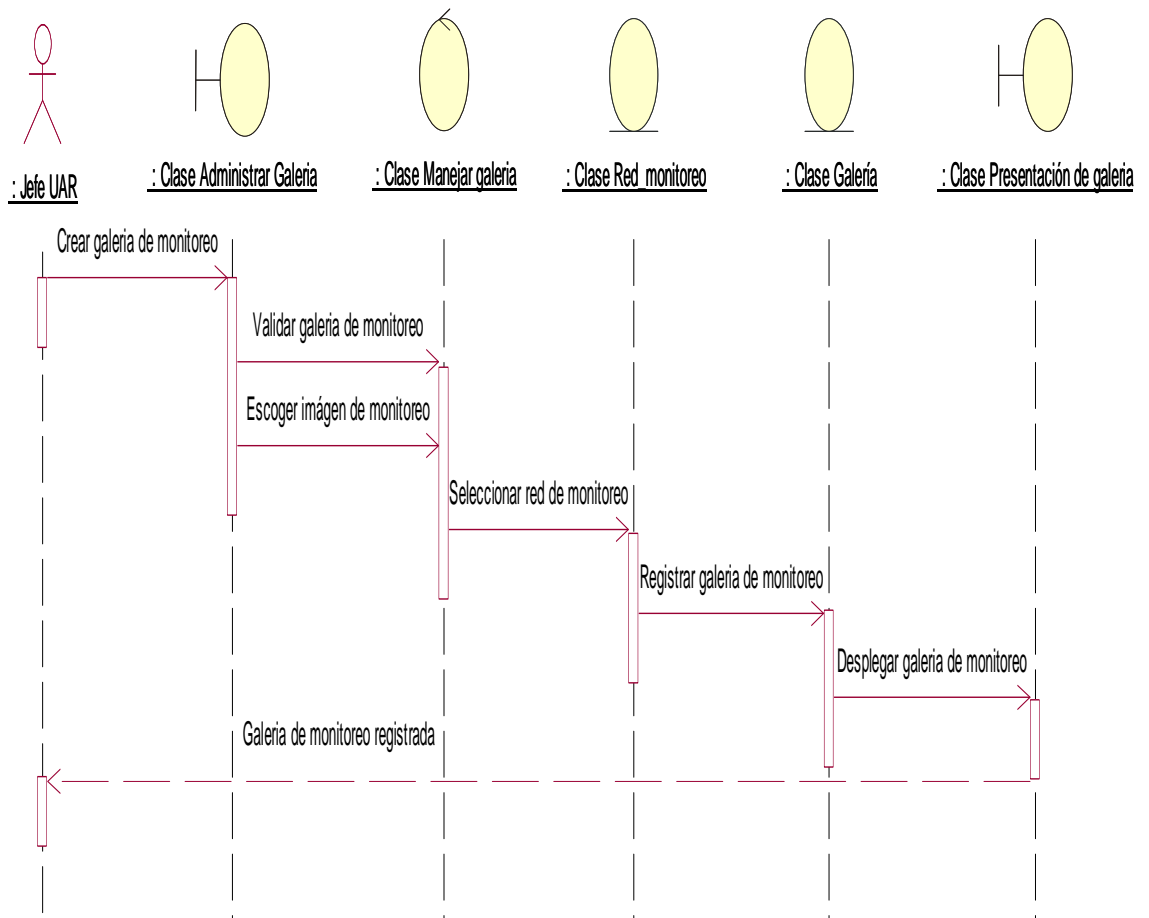 : Jefe UAR
: Clase Administrar Galeria
: Clase Manejar galeria
: Clase Red_monitoreo
: Clase Galería
: Clase Presentación de galeria
Crear galeria de monitoreo
Validar galeria de monitoreo
Escoger imágen de monitoreo
Seleccionar red de monitoreo
Registrar galeria de monitoreo
Desplegar galeria de monitoreo
Galeria de monitoreo registrada